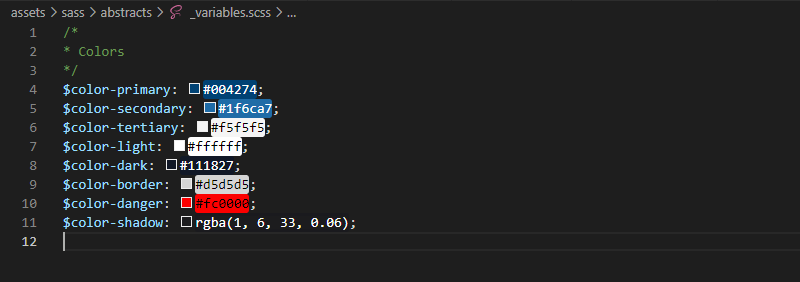 assets > sass > abstracts > _variables.scss > ...
1 /*
2 * Colors
3 */
4 $color-primary: #004274;
5 $color-secondary: #1f6ca7;
6 $color-tertiary: #f5f5f5;
7 $color-light: #ffffff;
8 $color-dark: #111827;
9 $color-border: #d5d5d5;
10 $color-danger: #fc0000;
11 $color-shadow: rgba(1, 6, 33, 0.06);
12